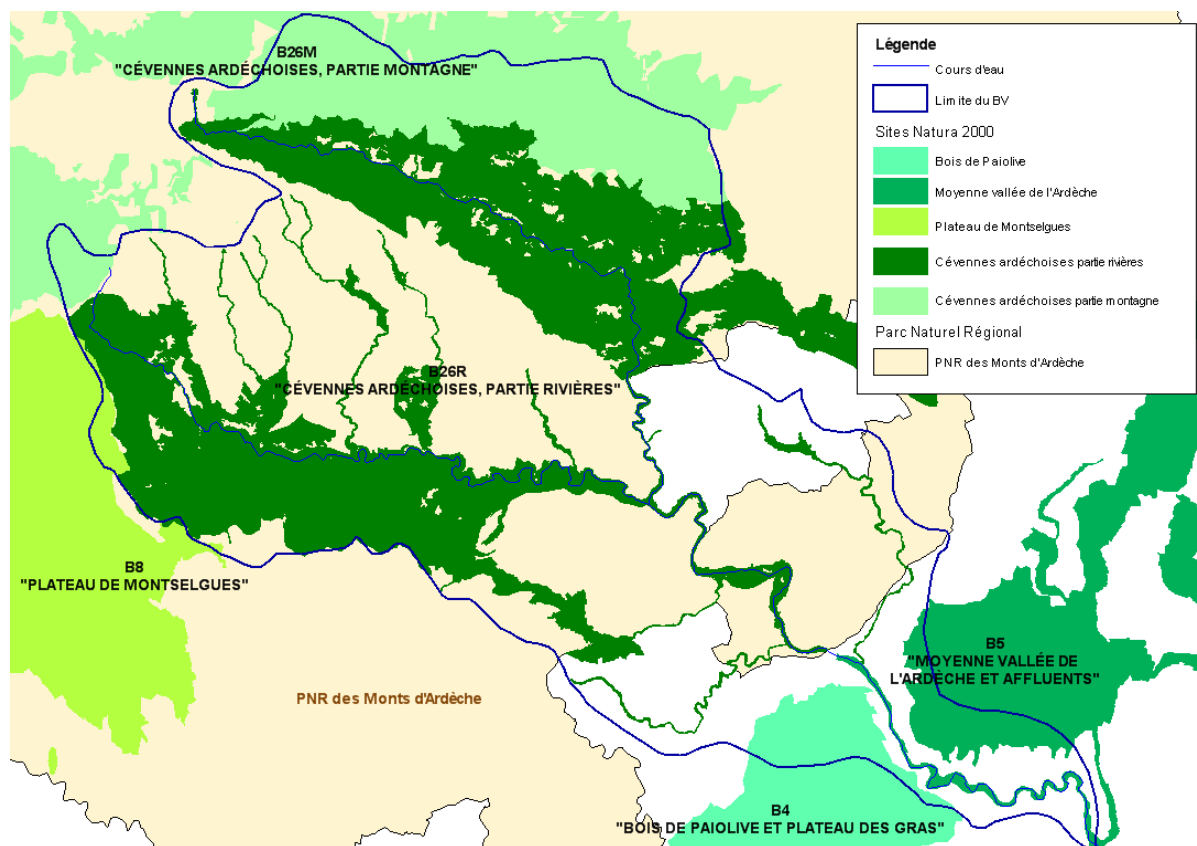 B26M
"CÉVENNES ARDÉCHOISES, PARTIE MONTAGNE"
Légende
Cours d'eau
Limite du BV
Sites Natura 2000
Bois de Paiolive
Moyenne vallée de l'Ardèche
Plateau de Montselgues
Cévennes ardéchoises partie rivières
Cévennes ardéchoises partie montagne
Parc Naturel Régional
PNR des Monts d'Ardèche
B26R
"CÉVENNES ARDÉCHOISES, PARTIE RIVIÈRES"
B8
"PLATEAU DE MONTSELGUES"
B5
"MOYENNE VALLÉE DE
L'ARDÈCHE ET AFFLUENTS"
PNR des Monts d'Ardèche
B4
"BOIS DE PAIOLIVE ET PLATEAU DES GRAS"